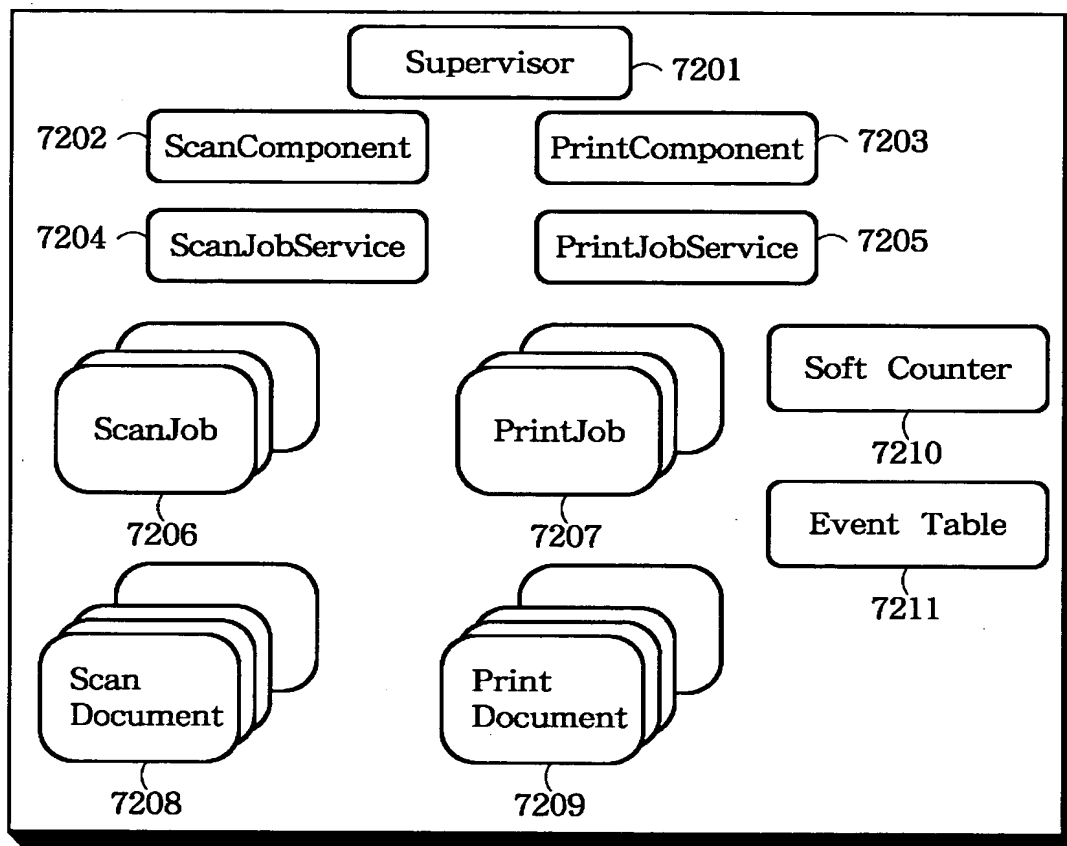 Supervisor
7201
7202
ScanComponent
PrintComponent
7203
7204
ScanJobService
PrintJobService
7205
ScanJob
PrintJob
Soft Counter
7210
7206
7207
Event Table
7211
Scan
Document
Print
Document
7208
7209